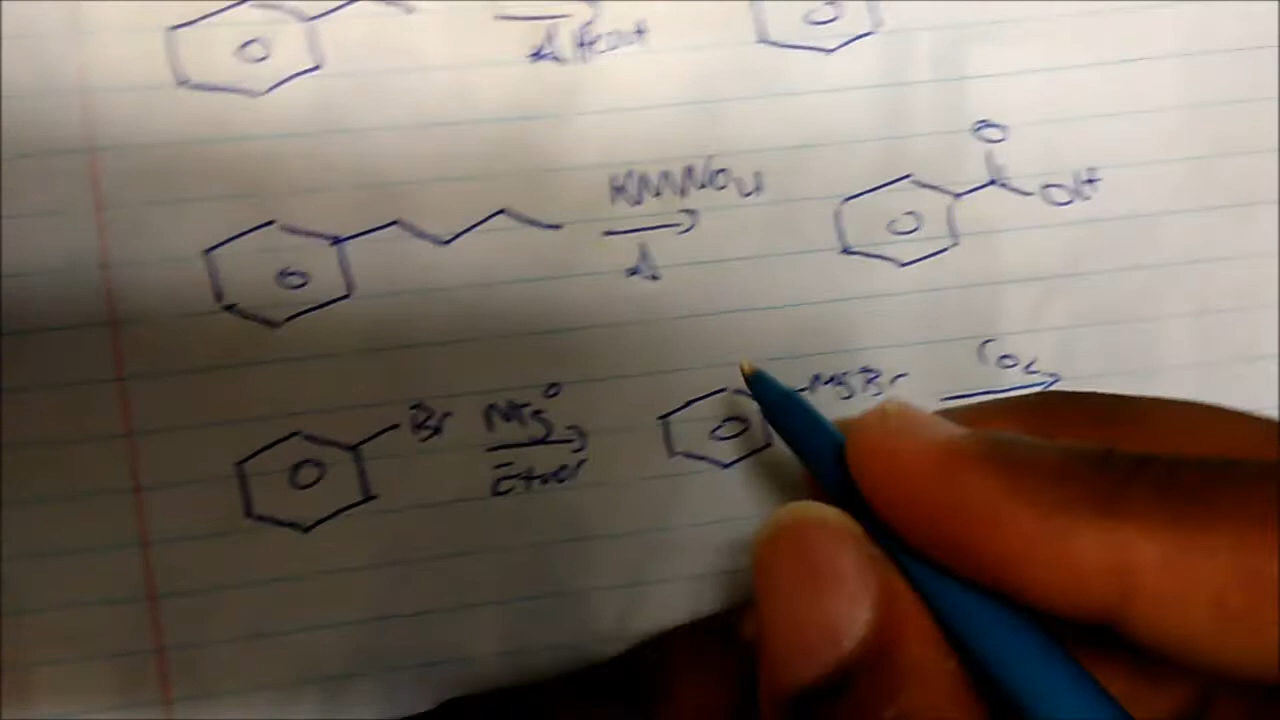 Δ Heat
O
KMNO4
OH
Δ
CO2
Br Mg° MgBr
Ether